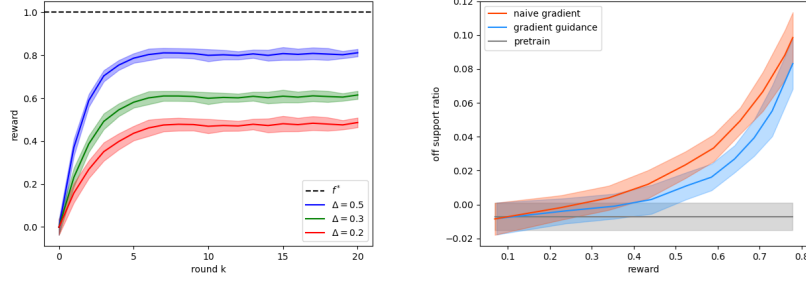 1.0
0.8
0.6
0.4
0.2
0.0
reward
f*
Δ = 0.5
Δ = 0.3
Δ = 0.2
0
5
10
15
20
round k
0.12
0.10
0.08
0.06
0.04
0.02
0.00
−0.02
off support ratio
naive gradient
gradient guidance
pretrain
0.1
0.2
0.3
0.4
0.5
0.6
0.7
0.8
reward